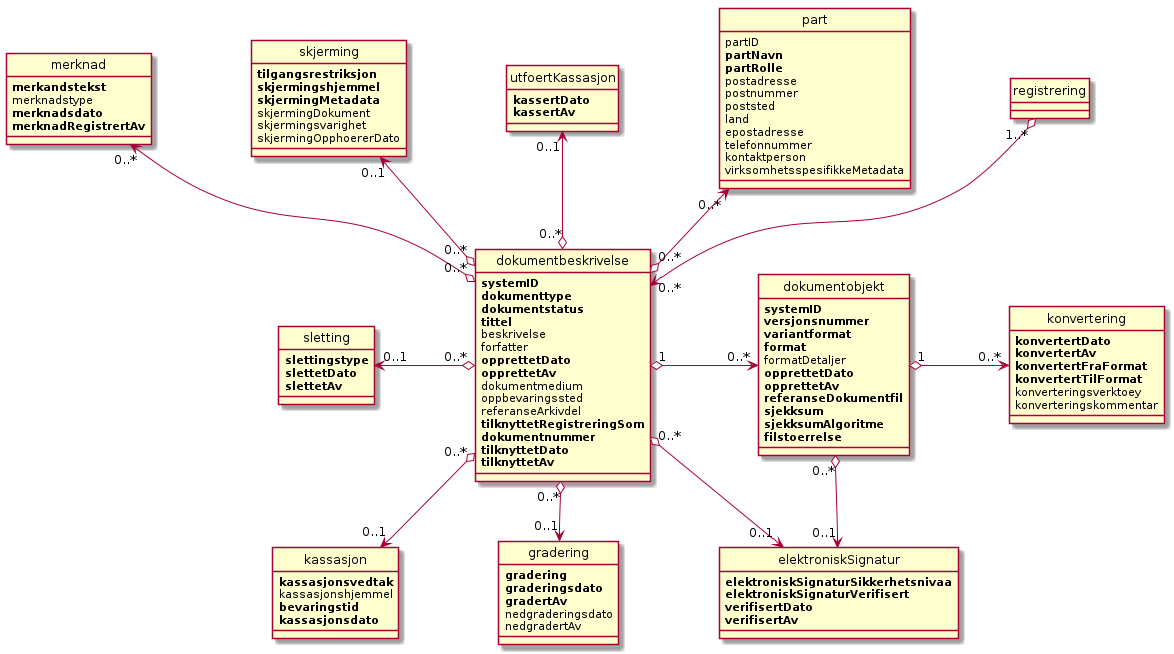 merknad
merkandstekst
merknadstype
merknadsdato
merknadRegistrertAv
0..*
skjerming
tilgangsrestriksjon
skjermingshjemmel
skjermingMetadata
skjermingDokument
skjermingsvarighet
skjermingOpphoererDato
0..1
utfoertKassasjon
kassertDato
kassertAv
0..1
part
partID
partNavn
partRolle
postadresse
postnummer
poststed
land
epostadresse
telefonnummer
kontaktperson
virksomhetsspesifikkeMetadata
0..*
registrering
1..*
0..*
0..*
0..*
0..*
0..*
dokumentbeskrivelse
systemID
dokumenttype
dokumentstatus
tittel
beskrivelse
forfatter
opprettetDato
opprettetAv
dokumentmedium
oppbevaringssted
referanseArkivdel
tilknyttetRegistreringSom
dokumentnummer
tilknyttetDato
tilknyttetAv
sletting
slettingstype
slettetDato
slettetAv
0..1
0..*
1
0..*
dokumentobjekt
systemID
versjonsnummer
variantformat
format
formatDetaljer
opprettetDato
opprettetAv
referanseDokumentfil
sjekksum
sjekksumAlgoritme
filstoerrelse
1
0..*
konvertering
konvertertDato
konvertertAv
konvertertFraFormat
konvertertTilFormat
konverteringsverktoey
konverteringskommentar
0..*
0..*
0..*
0..*
0..1
0..1
0..1
0..1
kassasjon
kassasjonsvedtak
kassasjonshjemmel
bevaringstid
kassasjonsdato
gradering
gradering
graderingsdato
gradertAv
nedgraderingsdato
nedgradertAv
elektroniskSignatur
elektroniskSignaturSikkerhetsnivaa
elektroniskSignaturVerifisert
verifisertDato
verifisertAv